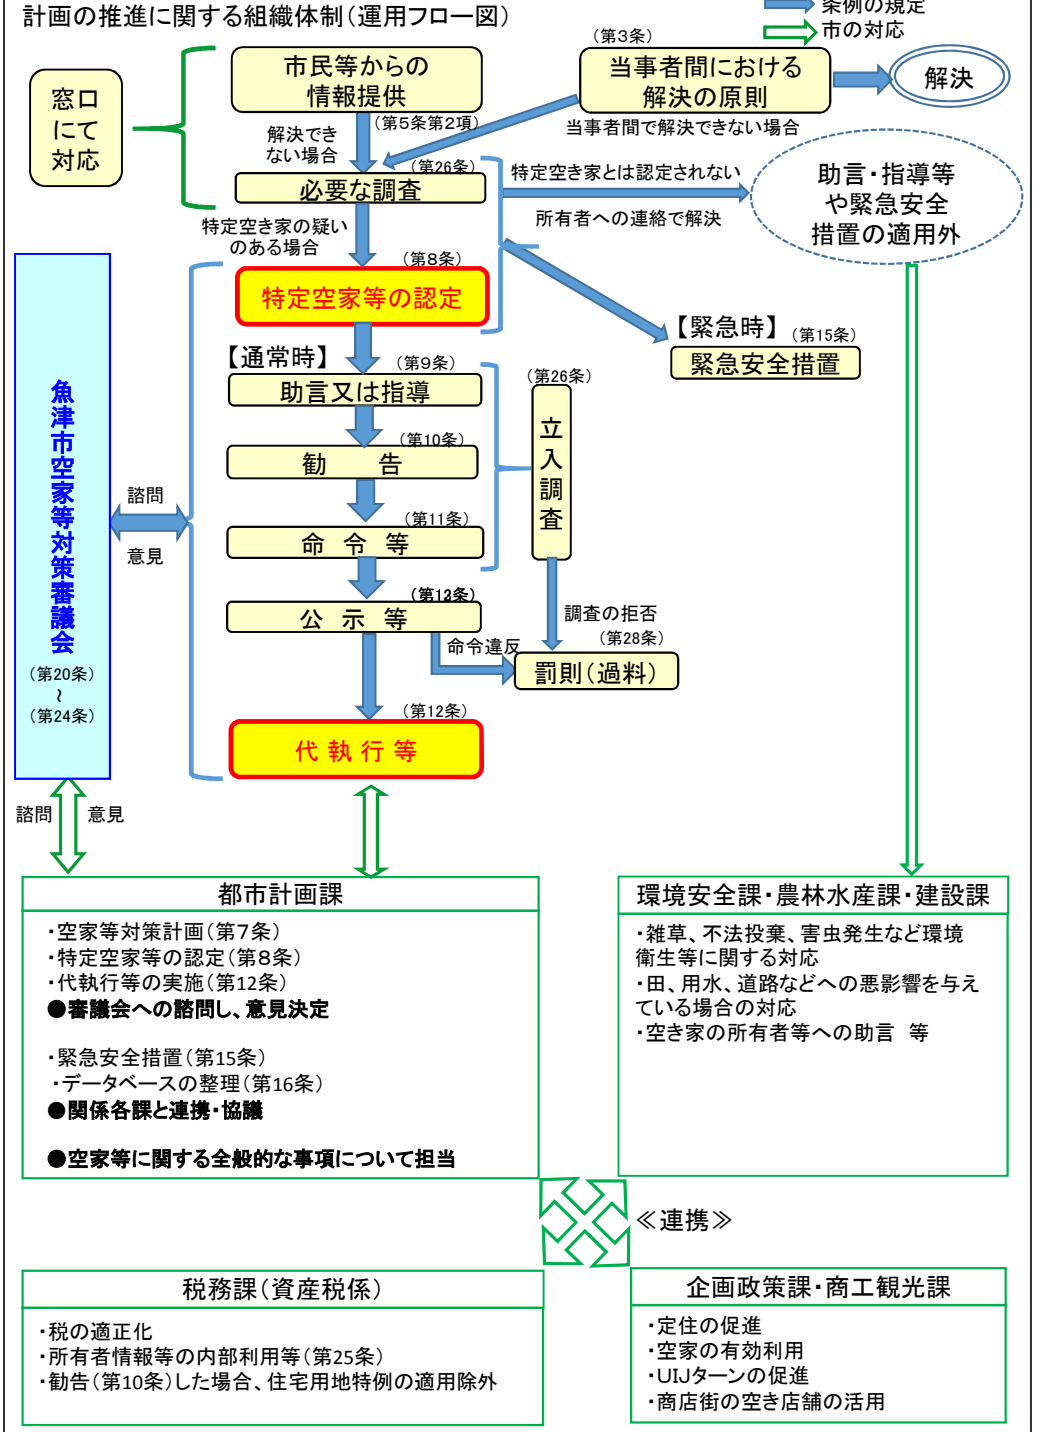 計画の推進に関する組織体制（運用フロー図）
条例の規定
市の対応
（第3条）
窓口
にて
対応
市民等からの
情報提供
当事者間における
解決の原則
解決
（第5条第2項）
当事者間で解決できない場合
解決でき
ない場合
（第26条）
必要な調査
特定空き家とは認定されない
所有者への連絡で解決
助言・指導等
や緊急安全
措置の適用外
特定空き家の疑い
のある場合
（第8条）
特定空家等の認定
【緊急時】
（第15条）
緊急安全措置
【通常時】
（第9条）
助言又は指導
（第26条）
立入調査
（第10条）
勧　告
（第11条）
命 令 等
（第13条）
公 示 等
調査の拒否
（第28条）
命令違反
罰則（過料）
（第12条）
代 執 行 等
魚津市空家等対策審議会
（第20条）
～
（第24条）
諮問
意見
諮問
意見
都市計画課
・空家等対策計画（第７条）
・特定空家等の認定（第８条）
・代執行等の実施（第12条）
●審議会への諮問し、意見決定
・緊急安全措置（第15条）
・データベースの整理（第16条）
●関係各課と連携・協議
●空家等に関する全般的な事項について担当
環境安全課・農林水産課・建設課
・雑草、不法投棄、害虫発生など環境
衛生等に関する対応
・田、用水、道路などへの悪影響を与え
ている場合の対応
・空き家の所有者等への助言　等
≪連携≫
税務課（資産税係）
・税の適正化
・所有者情報等の内部利用等（第25条）
・勧告（第10条）した場合、住宅用地特例の適用除外
企画政策課・商工観光課
・定住の促進
・空家の有効利用
・UIJターンの促進
・商店街の空き店舗の活用